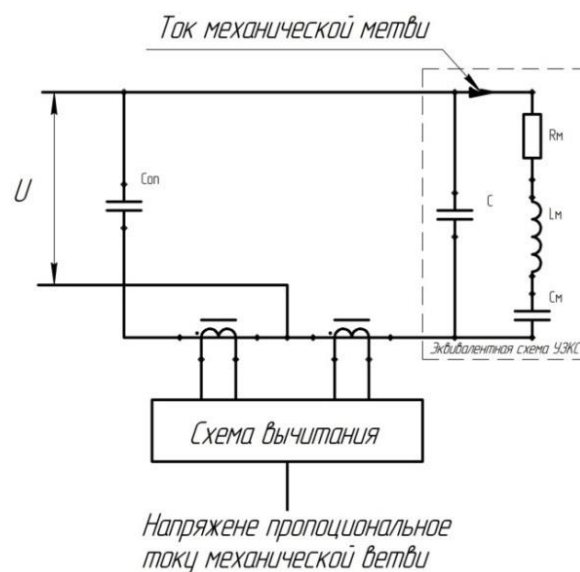 Ток механической метви
Rм
Cоп
U
C
Lм
Cм
Эквивалентная схема УЗКС
Схема вычитания
Напряжене пропоциональное
току механической ветви